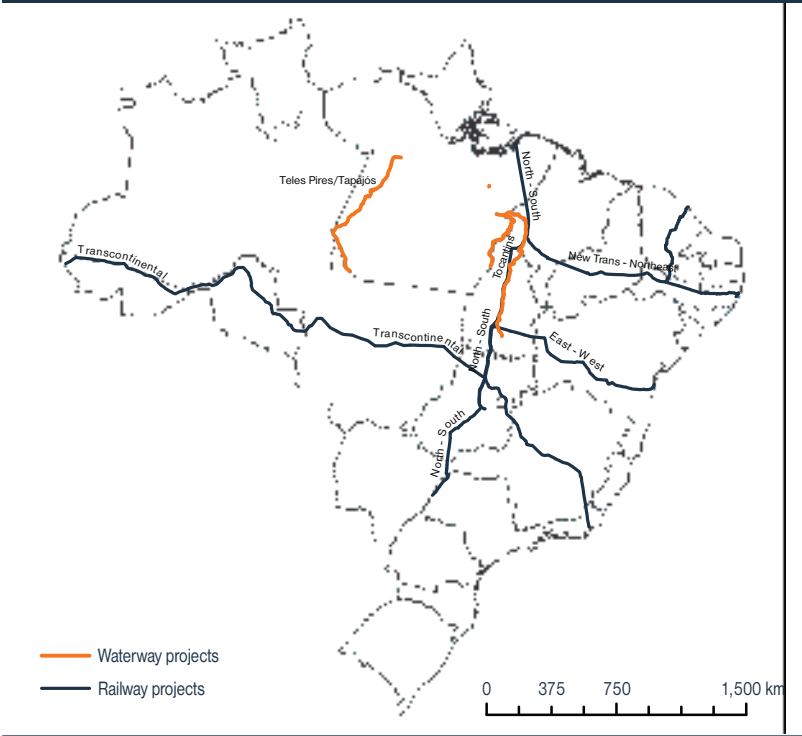 Teles Pires/Tapajós
North - South
Transcontinental
Tocantins
New Trans - Northeast
Transcontinental
North - South
East - West
North - South
Waterway projects
Railway projects
0 375 750 1,500 km